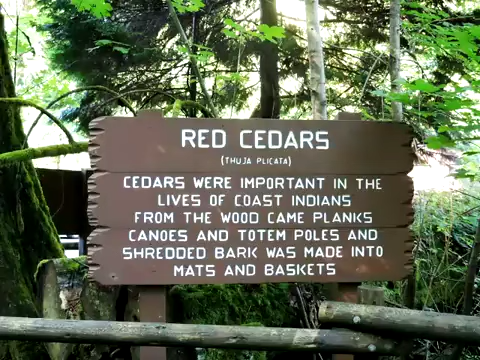 RED CEDARS
(THUJA PLICATA)
CEDARS WERE IMPORTANT IN THE
LIVES OF COAST INDIANS
FROM THE WOOD CAME PLANKS
CANOES AND TOTEM POLES AND
SHREDDED BARK WAS MADE INTO
MATS AND BASKETS